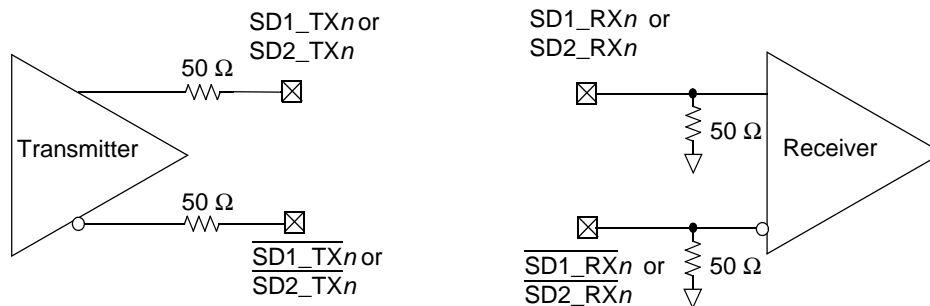 SD1_TXn or
SD2_TXn
50 Ω
Transmitter
50 Ω
SD1_TXn or
SD2_TXn
SD1_RXn or
SD2_RXn
50 Ω
Receiver
SD1_RXn or
SD2_RXn
50 Ω